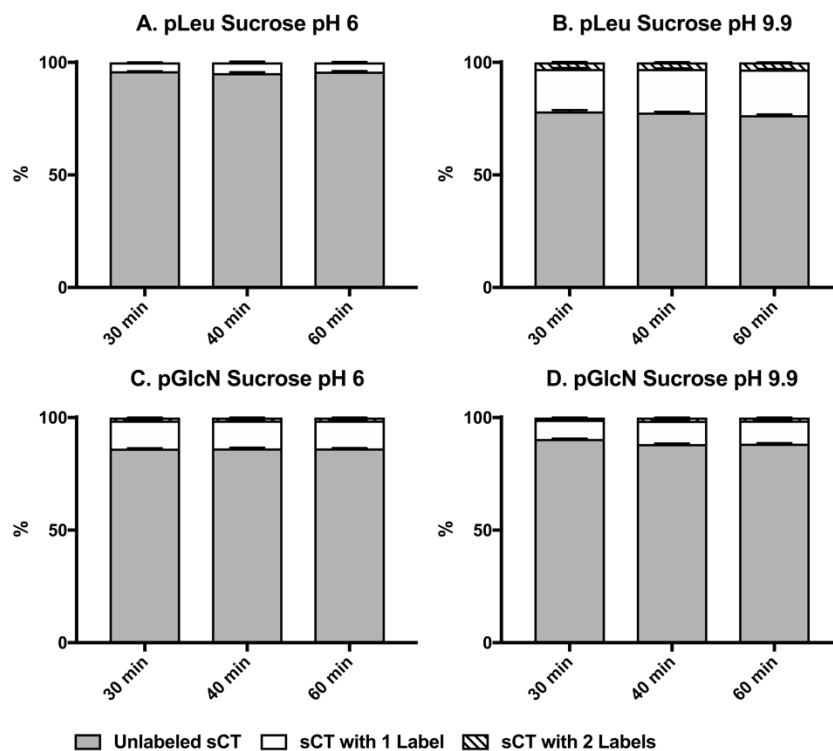 A. pLeu Sucrose pH 6
100
50
0
%
30 min
40 min
60 min
B. pLeu Sucrose pH 9.9
100
50
0
%
30 min
40 min
60 min
C. pGlcN Sucrose pH 6
100
50
0
%
30 min
40 min
60 min
D. pGlcN Sucrose pH 9.9
100
50
0
%
30 min
40 min
60 min
Unlabeled sCT sCT with 1 Label sCT with 2 Labels